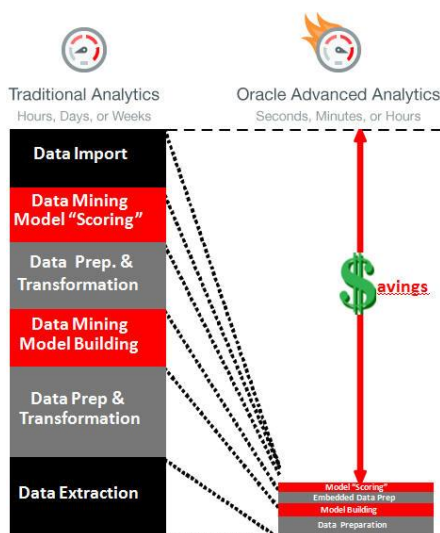 Traditional Analytics
Hours, Days, or Weeks
Oracle Advanced Analytics
Seconds, Minutes, or Hours
Data Import
Data Mining
Model "Scoring"
Data  Prep. &
Transformation
Data Mining
Model Building
Data Prep &
Transformation
Data Extraction
$avings
Model "Scoring"
Embedded Data Prep
Model Building
Data Preparation